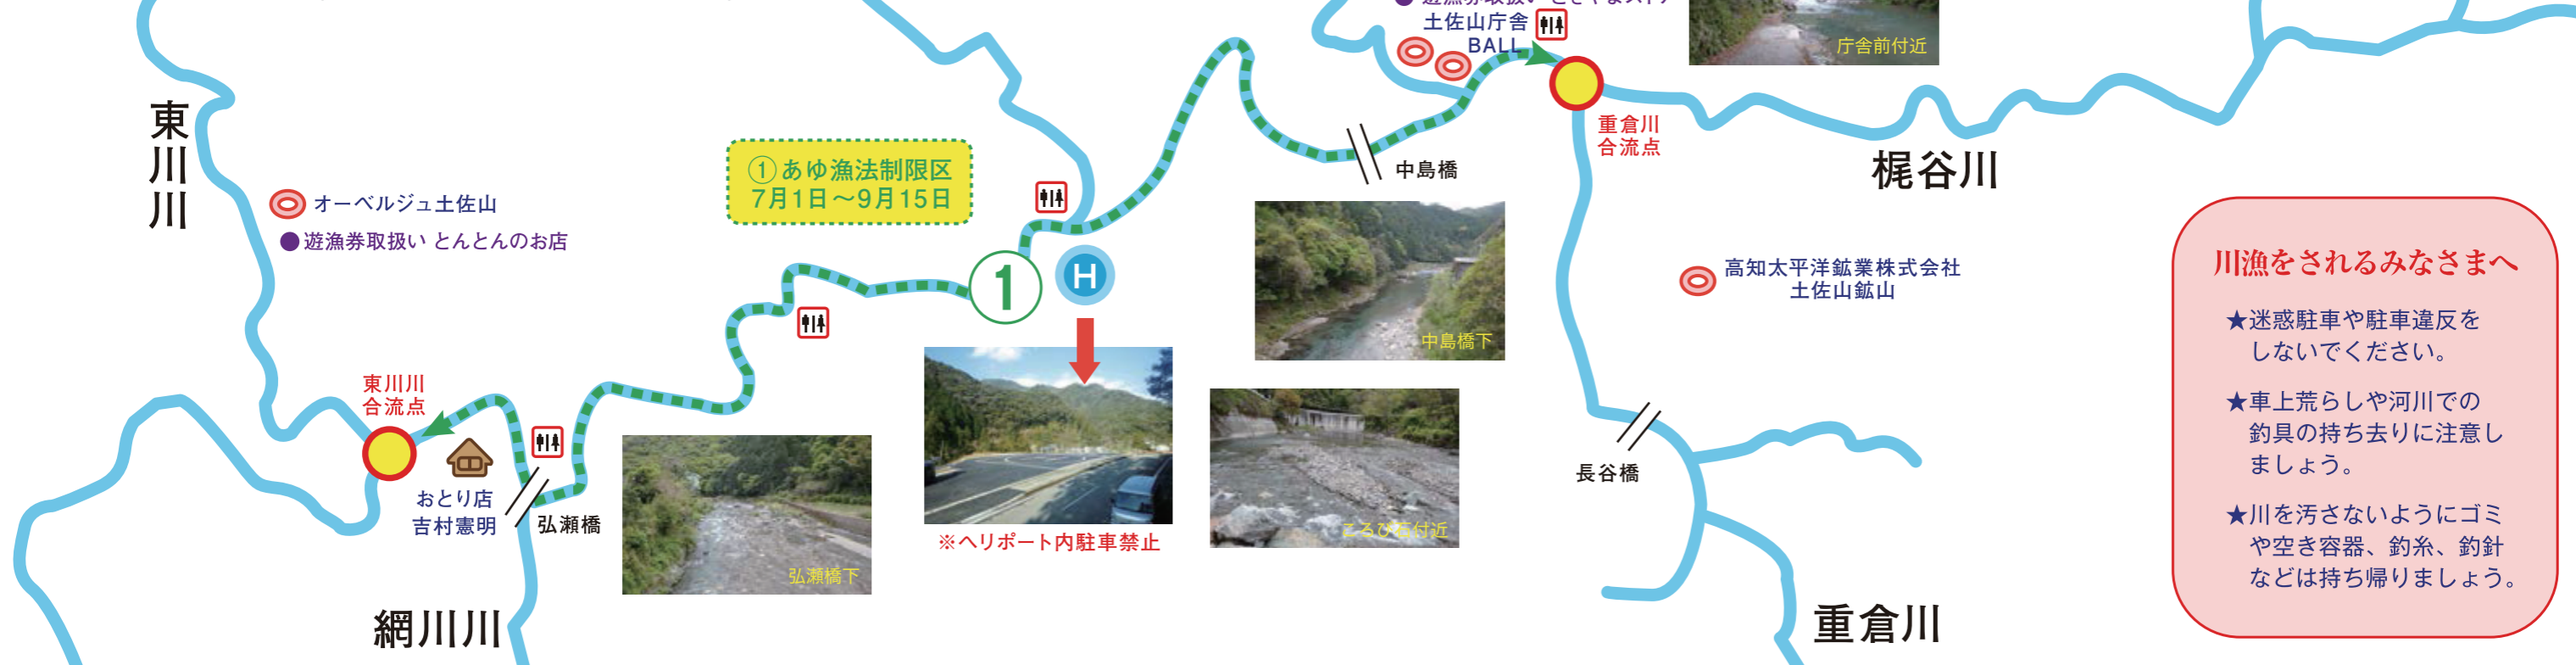 土佐山庁舎
BALL
庁舎前付近
東川川
重倉川
合流点
梶谷川
中島橋
①あゆ漁法制限区
7月1日～9月15日
オーベルジュ土佐山
●遊漁券取扱い とんとんのお店
1
H
高知太平洋鉱業株式会社
土佐山鉱山
中島橋下
川漁をされるみなさまへ
★迷惑駐車や駐車違反を
しないでください。
★車上荒らしや河川での
釣具の持ち去りに注意し
ましょう。
★川を汚さないようにゴミ
や空き容器、釣糸、釣針
などは持ち帰りましょう。
東川川
合流点
おとり店
吉村憲明
弘瀬橋
弘瀬橋下
※ヘリポート内駐車禁止
ころび石付近
長谷橋
網川川
重倉川